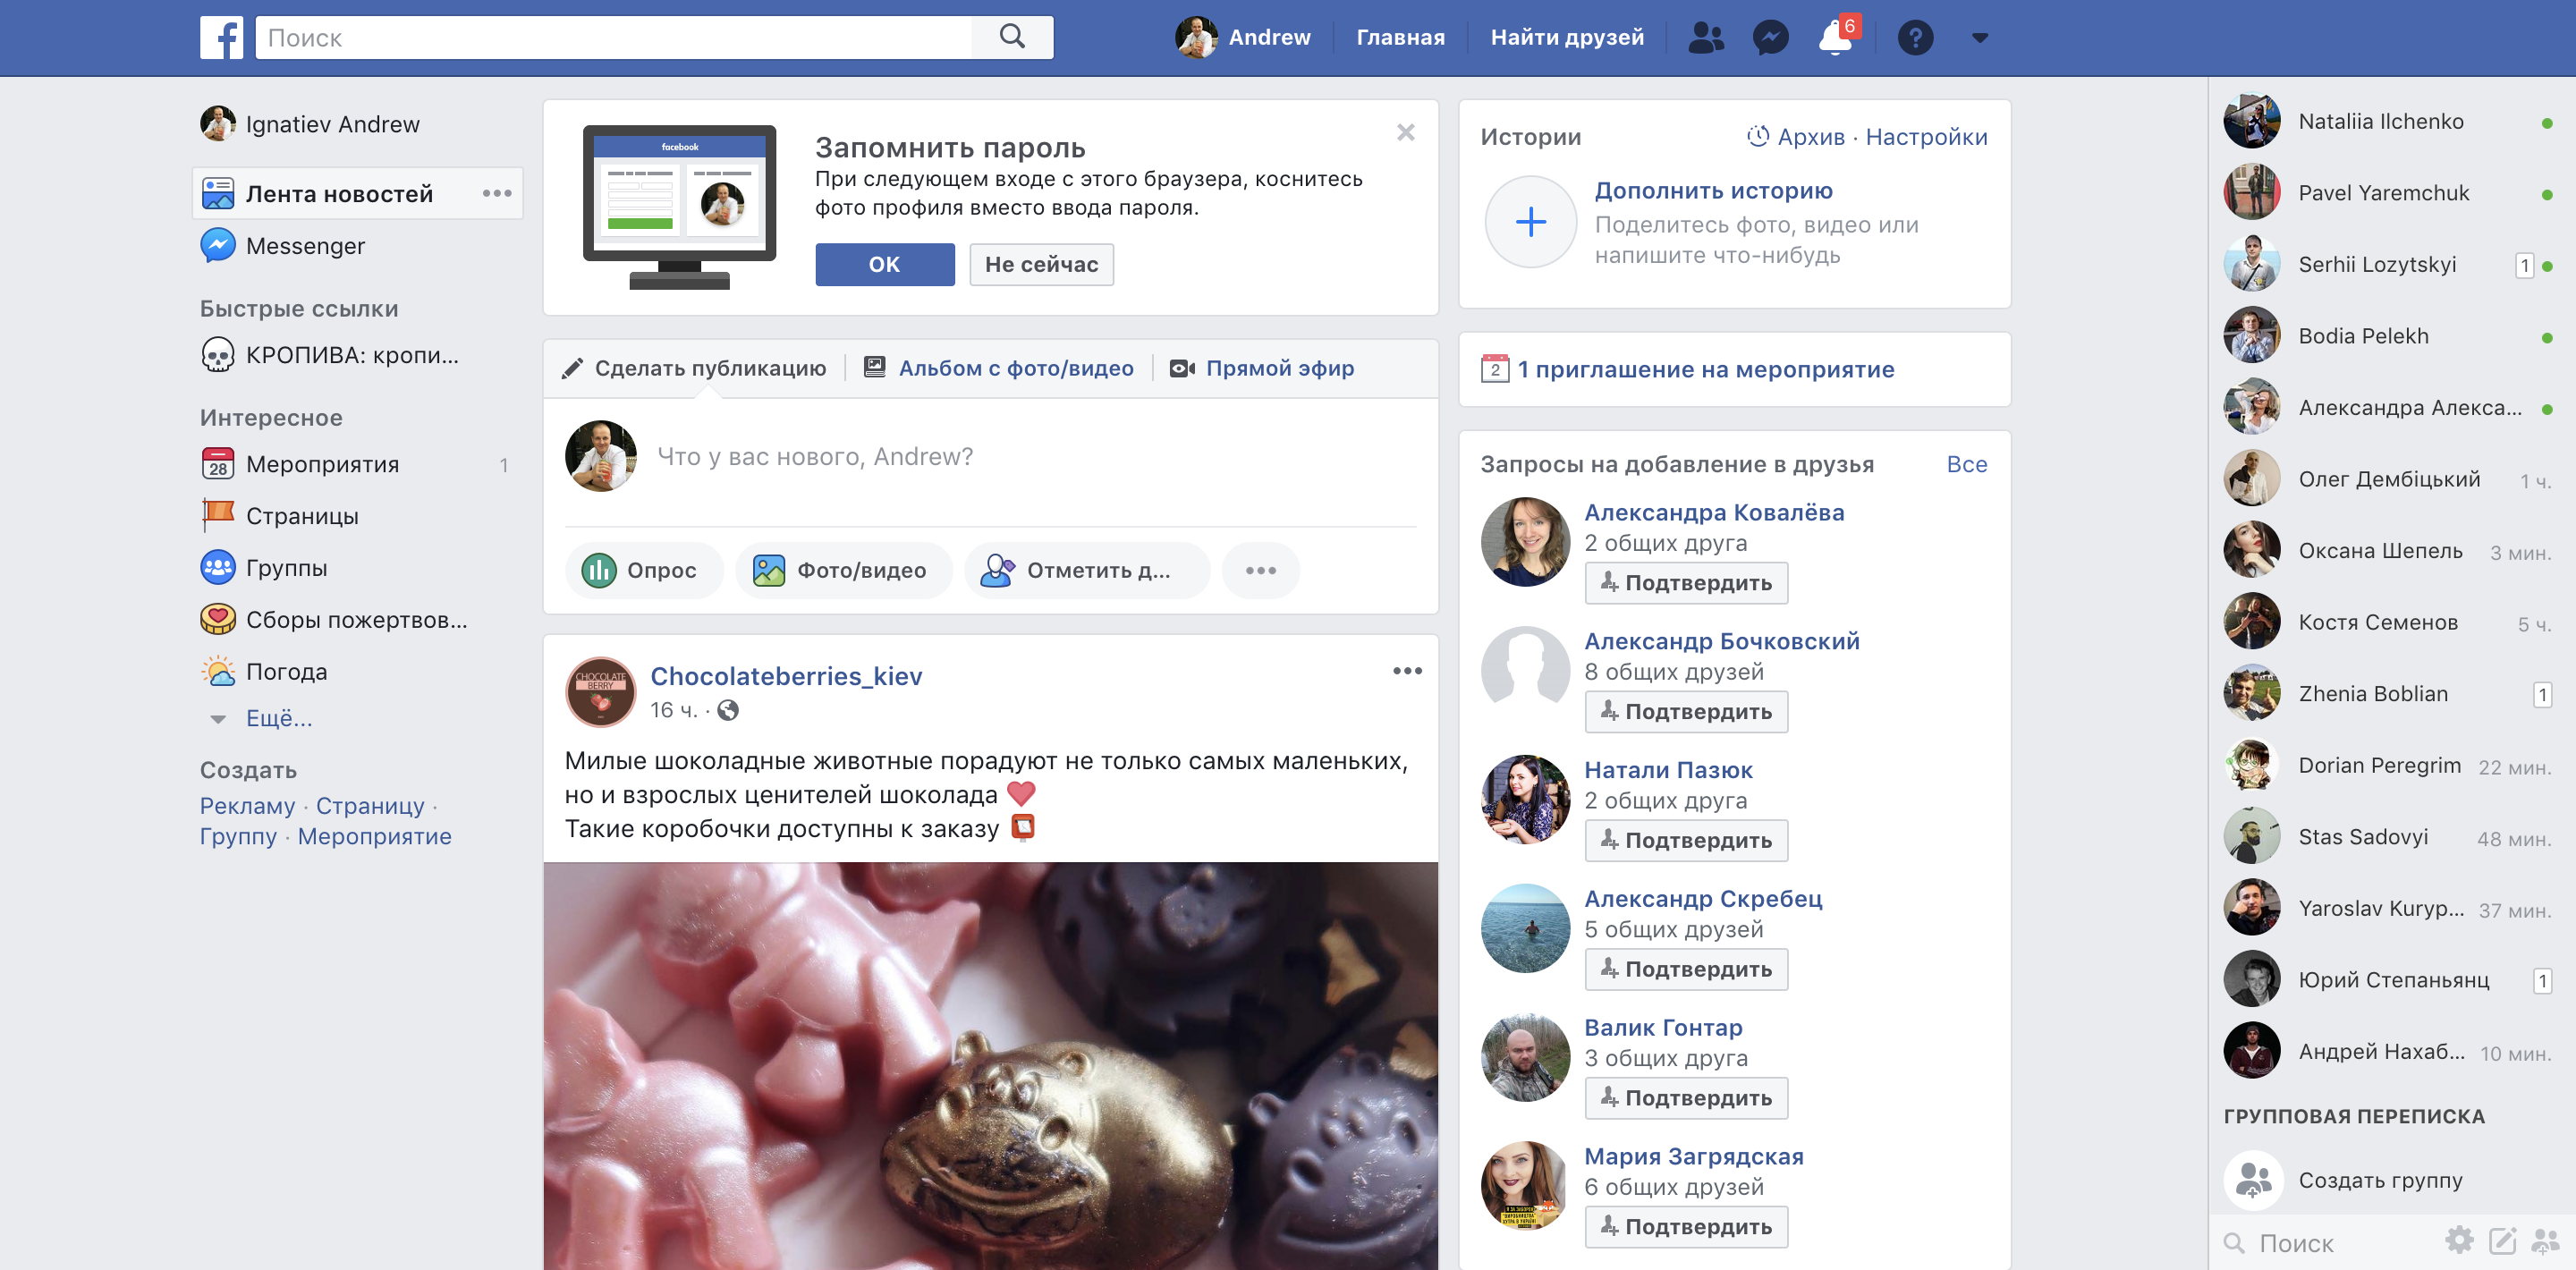 Поиск
Andrew
Главная
Найти друзей
6
Ignatiev Andrew
Лента новостей
Messenger
Быстрые ссылки
КРОПИВА: кропи...
Интересное
28
Мероприятия
1
Страницы
Группы
Сборы пожертвов...
Погода
Ещё...
Создать
Рекламу · Страницу ·
Группу · Мероприятие
facebook
Запомнить пароль
При следующем входе с этого браузера, коснитесь
фото профиля вместо ввода пароля.
ОК
Не сейчас
Сделать публикацию
Альбом с фото/видео
Прямой эфир
Что у вас нового, Andrew?
Опрос
Фото/видео
Отметить д...
CHOCOLATE
BERRY
Chocolateberries_kiev
16 ч. ·
Милые шоколадные животные порадуют не только самых маленьких,
но и взрослых ценителей шоколада
Такие коробочки доступны к заказу
Истории
Архив · Настройки
Дополнить историю
Поделитесь фото, видео или
напишите что-нибудь
2
1 приглашение на мероприятие
Запросы на добавление в друзья
Все
Александра Ковалёва
2 общих друга
Подтвердить
Александр Бочковский
8 общих друзей
Подтвердить
Натали Пазюк
2 общих друга
Подтвердить
Александр Скребец
5 общих друзей
Подтвердить
Валик Гонтар
3 общих друга
Подтвердить
Мария Загрядская
6 общих друзей
Подтвердить
Nataliia Ilchenko
Pavel Yaremchuk
Serhii Lozytskyi
1
Bodia Pelekh
Александра Алекса...
Олег Дембіцький
1 ч.
Оксана Шепель
3 мин.
Костя Семенов
5 ч.
Zhenia Boblian
1
Dorian Peregrim
22 мин.
Stas Sadovyi
48 мин.
Yaroslav Kuryp...
37 мин.
Юрий Степаньянц
1
Андрей Нахаб...
10 мин.
ГРУППОВАЯ ПЕРЕПИСКА
Создать группу
Поиск